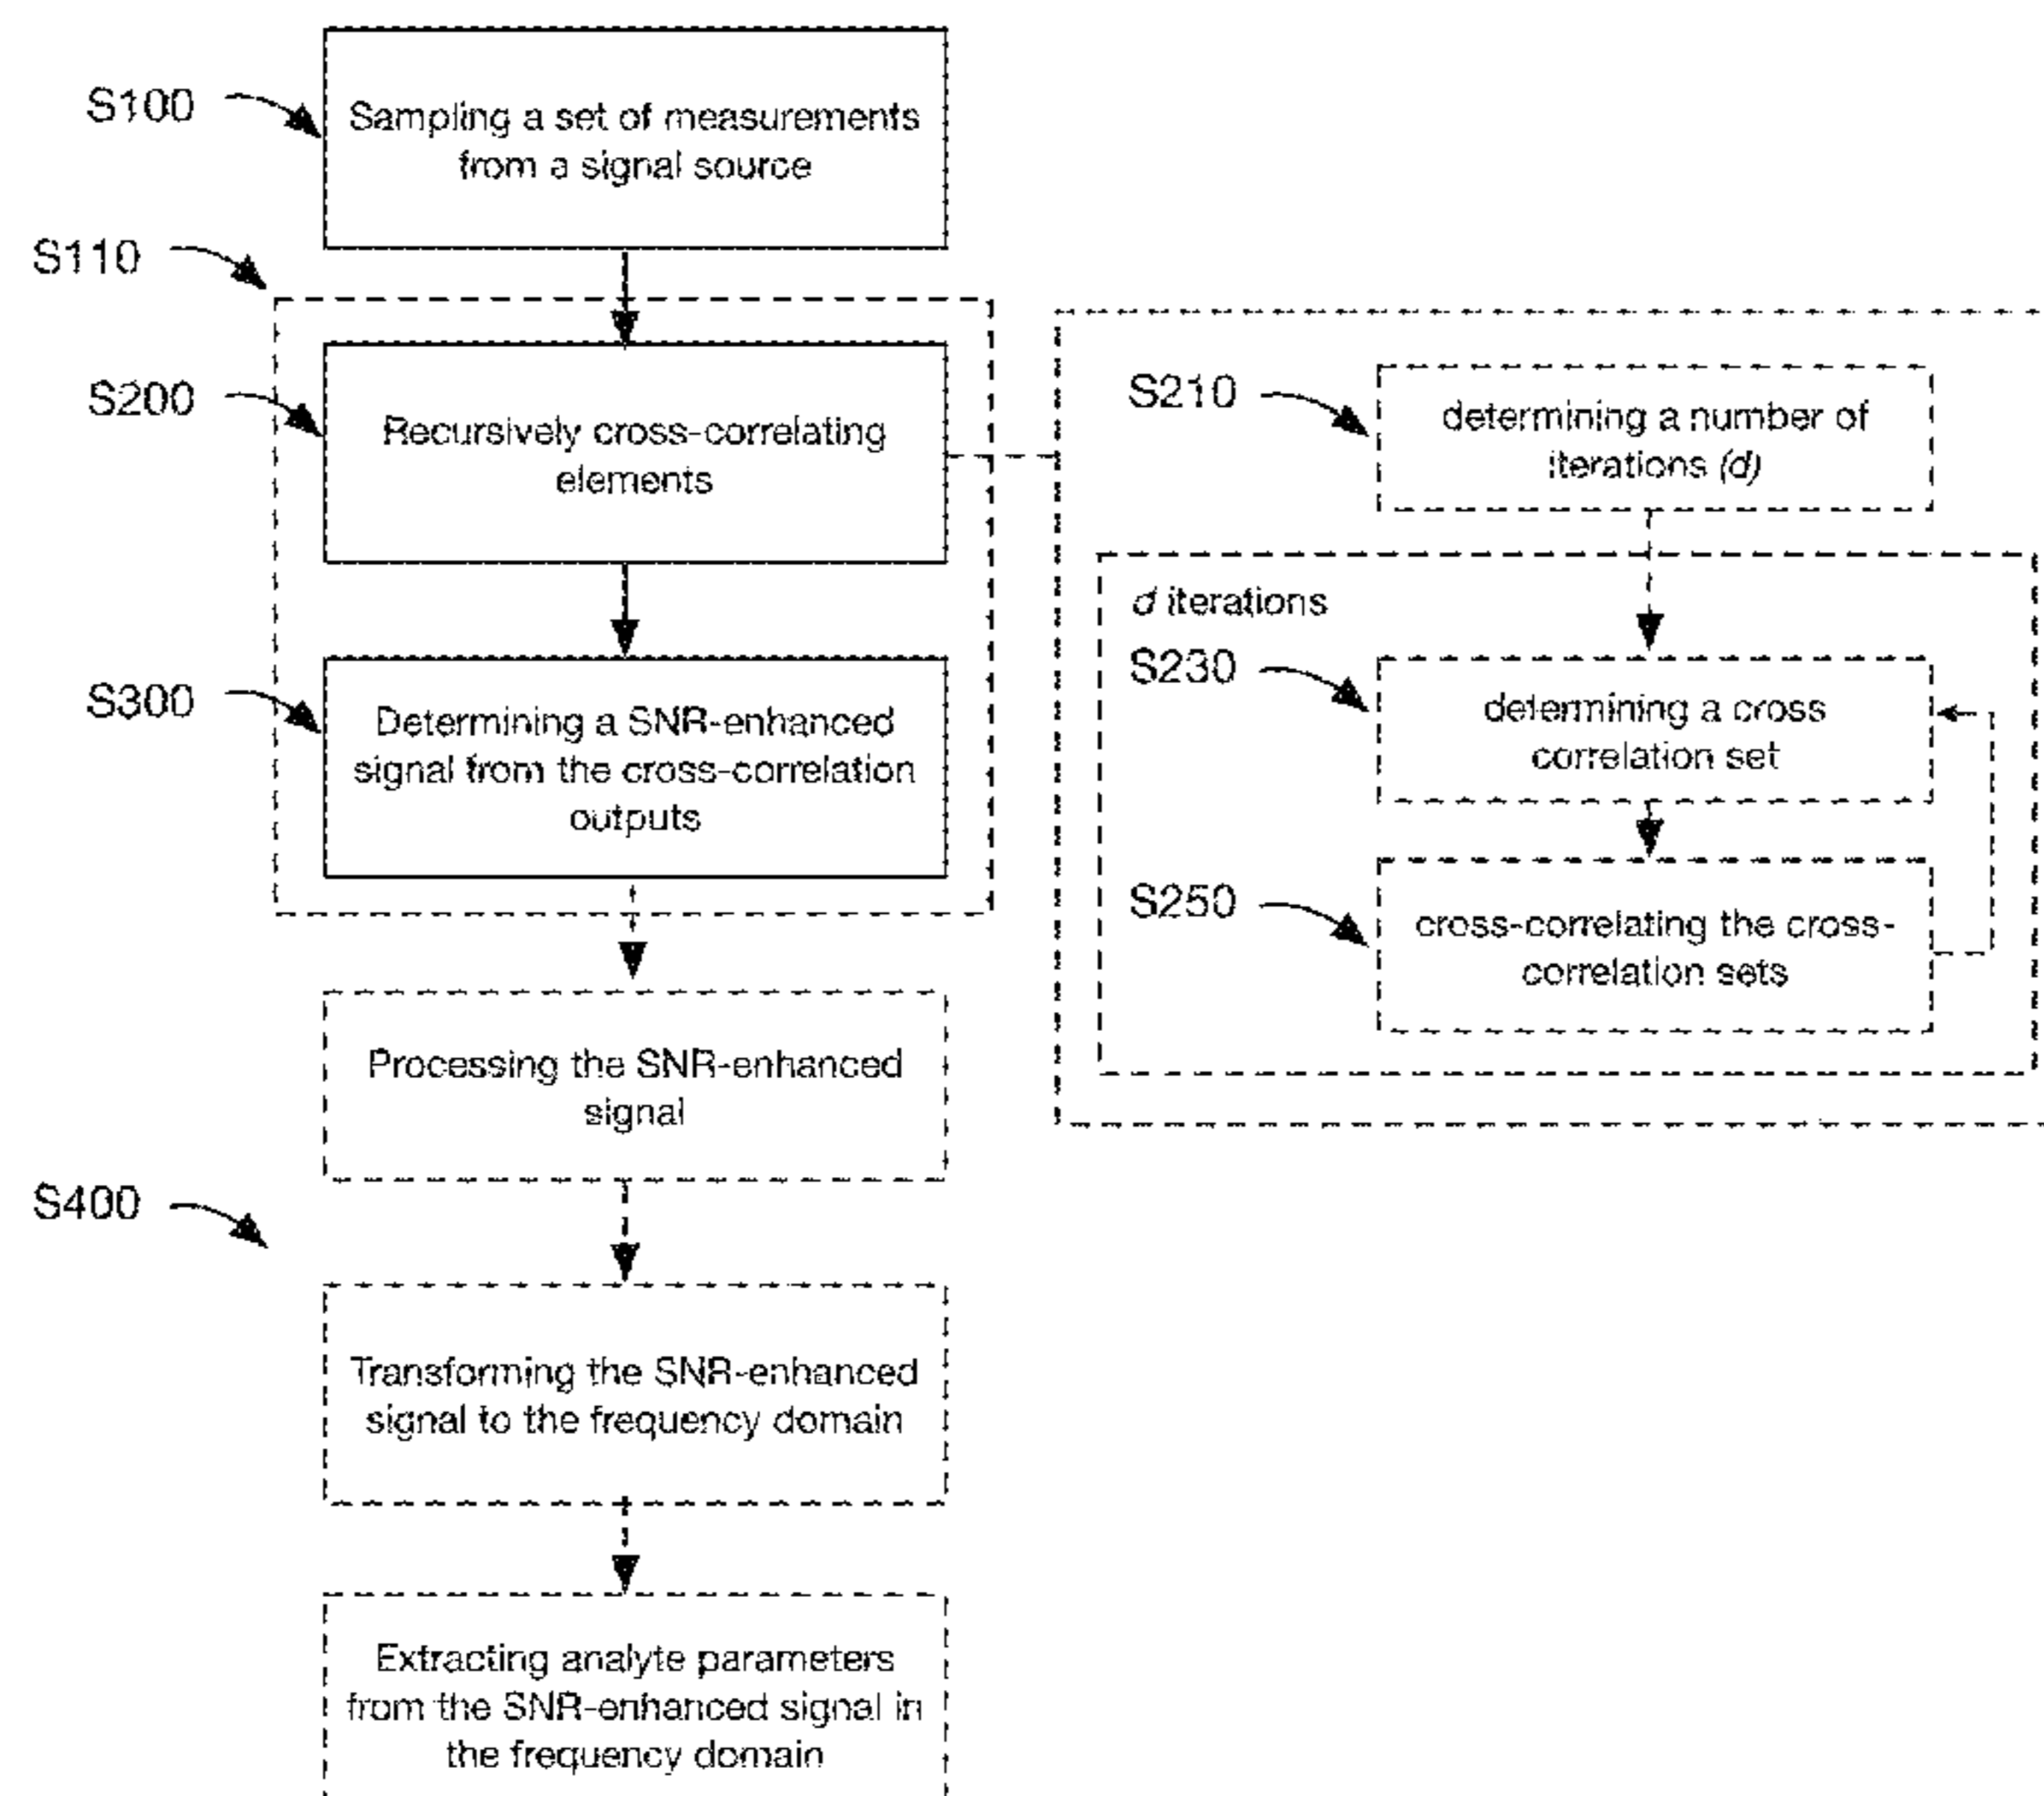 S100
Sampling a set of measurements
from a signal source
S110
S200
Recursively cross-correlating
elements
S300
Determining a SNR-enhanced
signal from the cross-correlation
outputs
Processing the SNR-enhanced
signal
S400
Transforming the SNR-enhanced
signal to the frequency domain
Extracting analyte parameters
from the SNR-enhanced signal in
the frequency domain
S210
determining a number of
iterations (d)
d iterations
S230
determining a cross
correlation set
S250
cross-correlating the cross-
correlation sets